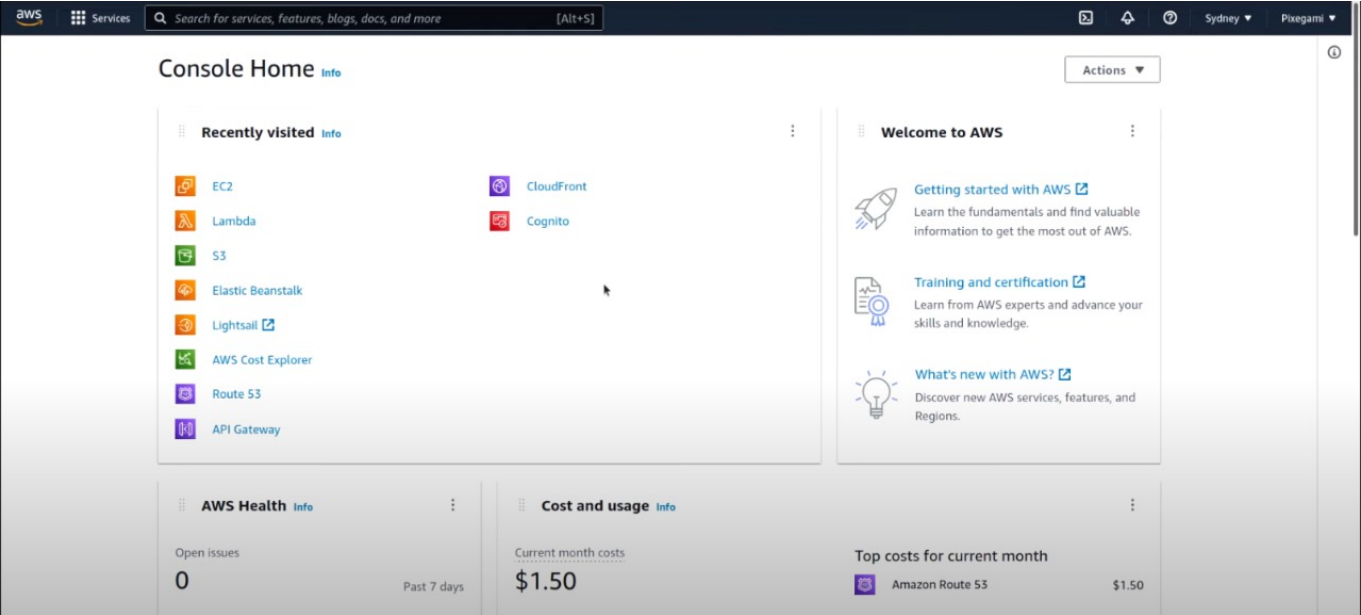 aws
Services
Search for services, features, blogs, docs, and more [Alt+S]
Sydney ▼
Pixegami ▼
Console Home Info
Actions ▼
Recently visited Info
EC2
Lambda
S3
Elastic Beanstalk
Lightsail
AWS Cost Explorer
Route 53
API Gateway
CloudFront
Cognito
Welcome to AWS
Getting started with AWS
Learn the fundamentals and find valuable
information to get the most out of AWS.
Training and certification
Learn from AWS experts and advance your
skills and knowledge.
What's new with AWS?
Discover new AWS services, features, and
Regions.
AWS Health Info
Open issues
0
Past 7 days
Cost and usage Info
Current month costs
$1.50
Top costs for current month
Amazon Route 53 $1.50